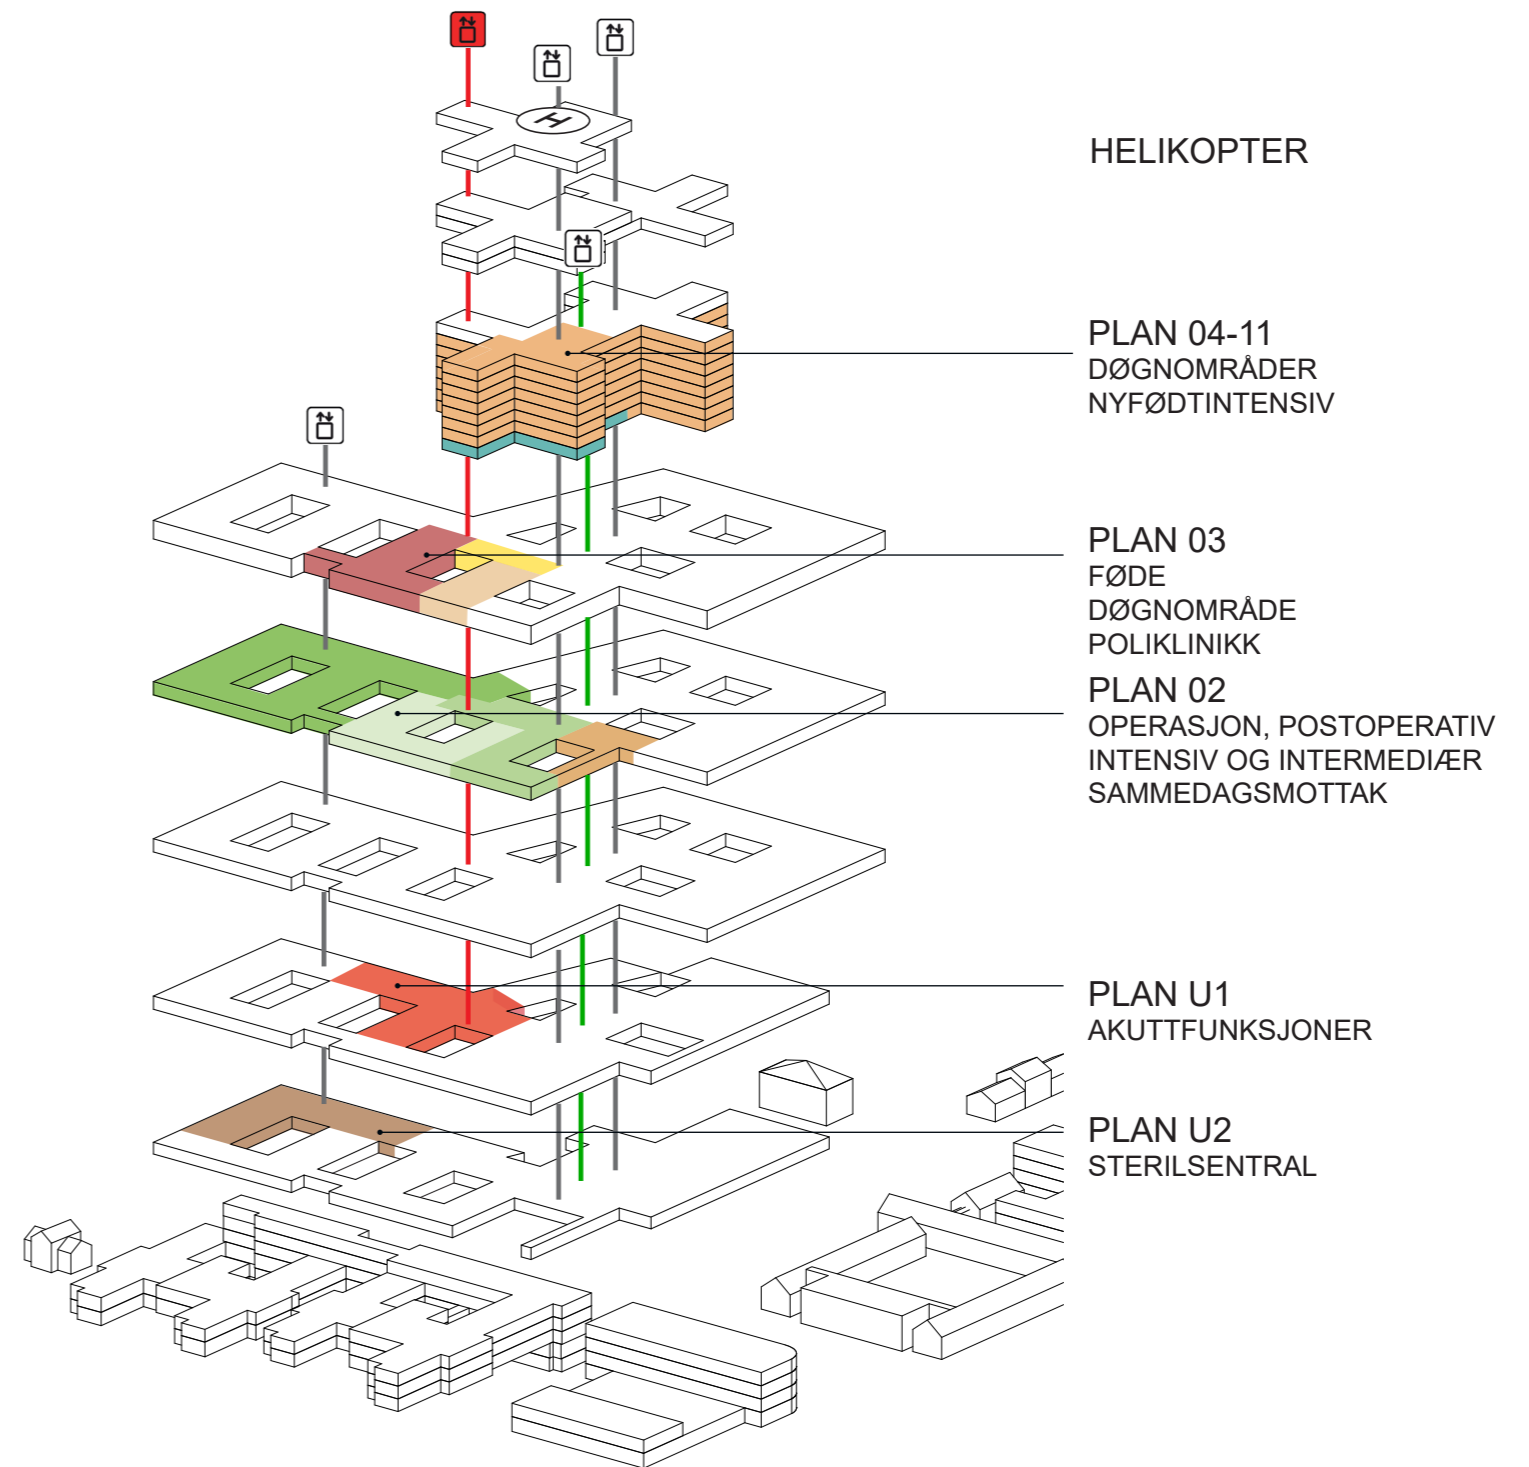 H
HELIKOPTER
PLAN 04-11
DØGNOMRÅDER
NYFØDTINTENSIV
PLAN 03
FØDE
DØGNOMRÅDE
POLIKLINIKK
PLAN 02
OPERASJON, POSTOPERATIV
INTENSIV OG INTERMEDIÆR
SAMMEDAGSMOTTAK
PLAN U1
AKUTTFUNKSJONER
PLAN U2
STERILSENTRAL